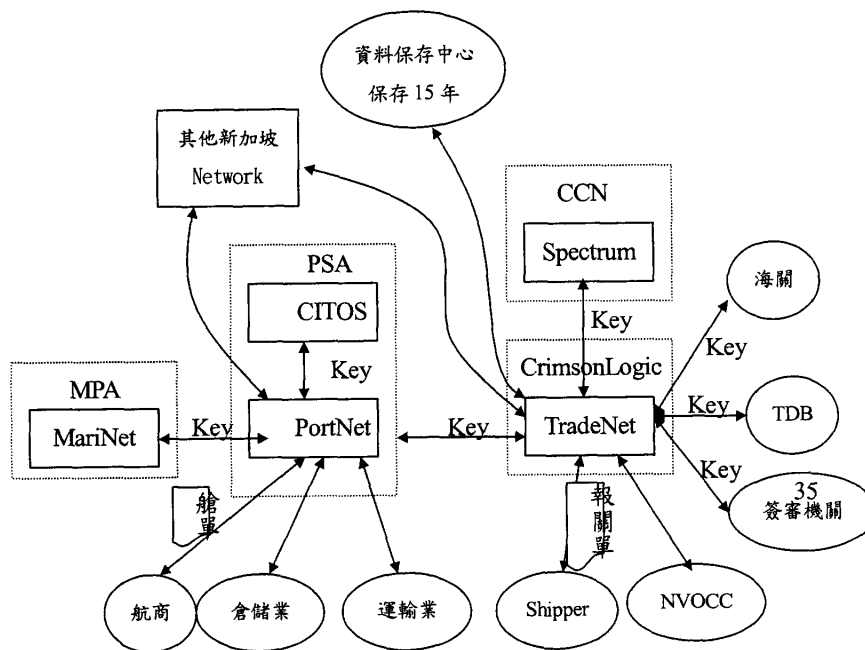 資料保存中心
保存 15 年
其他新加坡
Network
CCN
Spectrum
PSA
CITOS
海關
Key
Key
CrimsonLogic
Key
MPA
MariNet
Key
PortNet
Key
TradeNet
Key
TDB
Key
35
簽審機關
艙單
報關單
航商
倉儲業
運輸業
Shipper
NVOCC